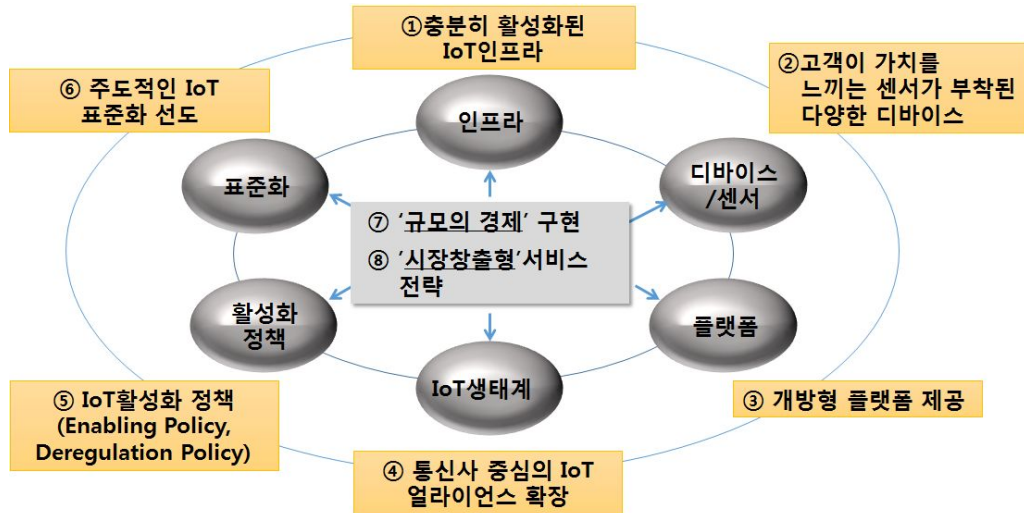 ①충분히 활성화된
IoT인프라
⑥ 주도적인 IoT
표준화 선도
②고객이 가치를
느끼는 센서가 부착된
다양한 디바이스
인프라
표준화
디바이스
/센서
⑦ '규모의 경제' 구현
⑧ '시장창출형'서비스
전략
활성화
정책
플랫폼
IoT생태계
⑤ IoT활성화 정책
(Enabling Policy,
Deregulation Policy)
③ 개방형 플랫폼 제공
④ 통신사 중심의 IoT
얼라이언스 확장